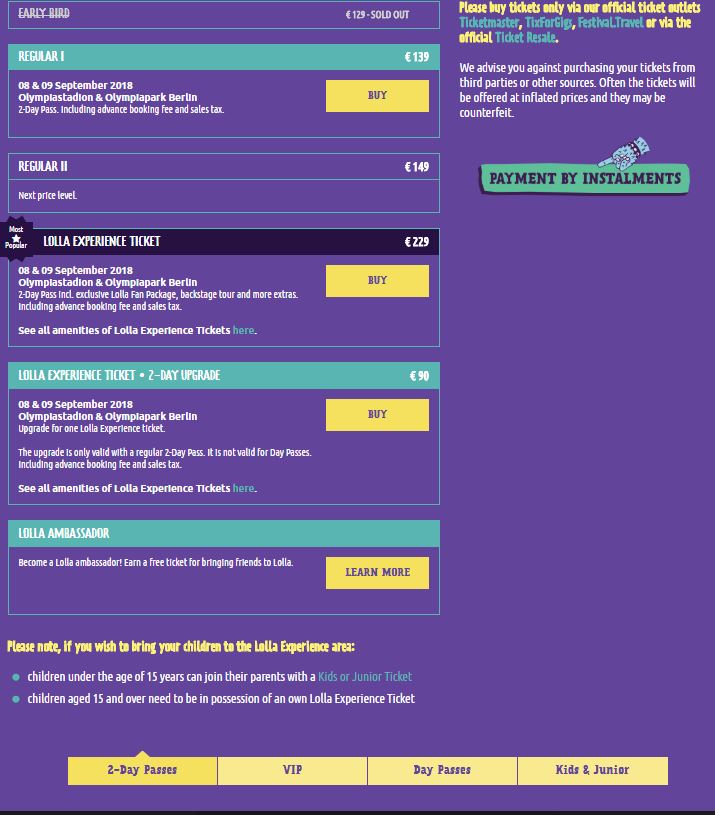 EARLY BIRD € 129 - SOLD OUT
REGULAR I € 139
08 & 09 September 2018
Olympiastadion & Olympiapark Berlin
2-Day Pass. Including advance booking fee and sales tax.
BUY
REGULAR II € 149
Next price level.
Most
Popular
LOLLA EXPERIENCE TICKET € 229
08 & 09 September 2018
Olympiastadion & Olympiapark Berlin
2-Day Pass incl. exclusive Lolla Fan Package, backstage tour and more extras.
Including advance booking fee and sales tax.
BUY
See all amenities of Lolla Experience Tickets here.
LOLLA EXPERIENCE TICKET • 2-DAY UPGRADE € 90
08 & 09 September 2018
Olympiastadion & Olympiapark Berlin
Upgrade for one Lolla Experience ticket.
BUY
The upgrade is only valid with a regular 2-Day Pass. It is not valid for Day Passes.
Including advance booking fee and sales tax.
See all amenities of Lolla Experience Tickets here.
LOLLA AMBASSADOR
Become a Lolla ambassador! Earn a free ticket for bringing friends to Lolla.
LEARN MORE
Please note, if you wish to bring your children to the Lolla Experience area:
children under the age of 15 years can join their parents with a Kids or Junior Ticket
children aged 15 and over need to be in possession of an own Lolla Experience Ticket
Please buy tickets only via our official ticket outlets
Ticketmaster, TixForGigs, Festival.Travel or via the
official Ticket Resale.
We advise you against purchasing your tickets from
third parties or other sources. Often the tickets will
be offered at inflated prices and they may be
counterfeit.
PAYMENT BY INSTALMENTS
2-Day Passes VIP Day Passes Kids & Junior